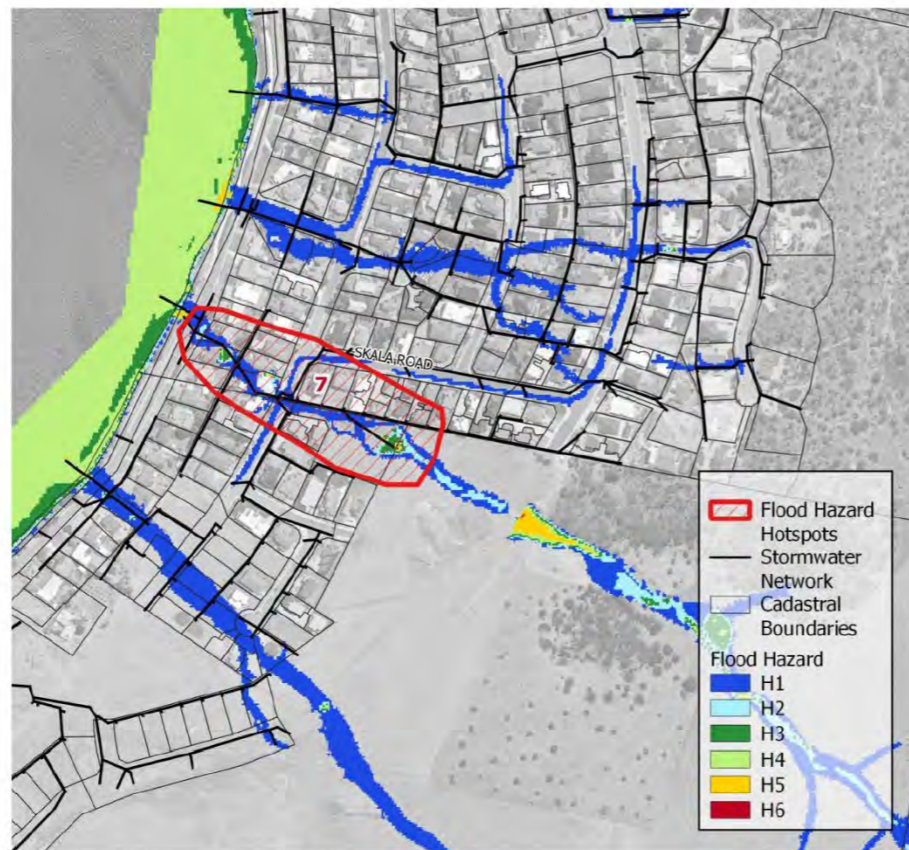 SKALA ROAD
7
Flood Hazard
Hotspots
Stormwater
Network
Cadastral
Boundaries
Flood Hazard
H1
H2
H3
H4
H5
H6